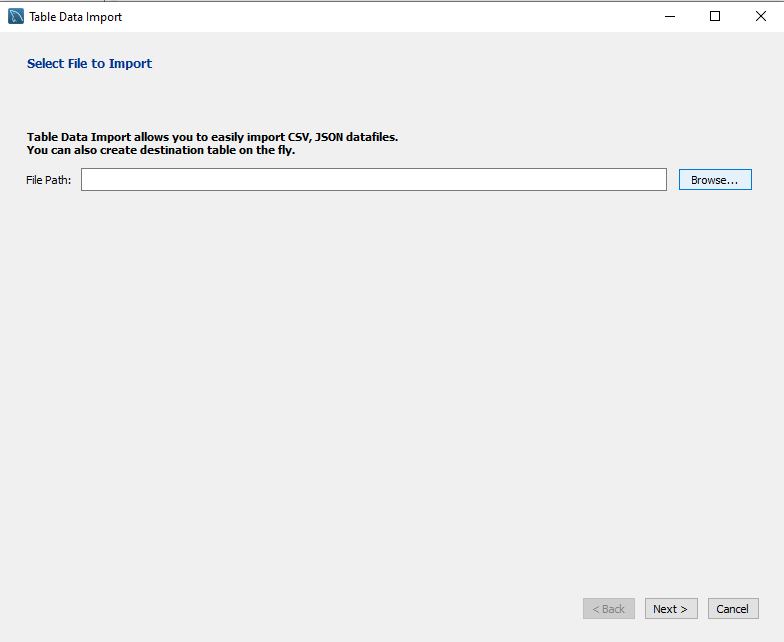 Table Data Import
Select File to Import
Table Data Import allows you to easily import CSV, JSON datafiles.
You can also create destination table on the fly.
File Path:
Browse...
< Back
Next >
Cancel